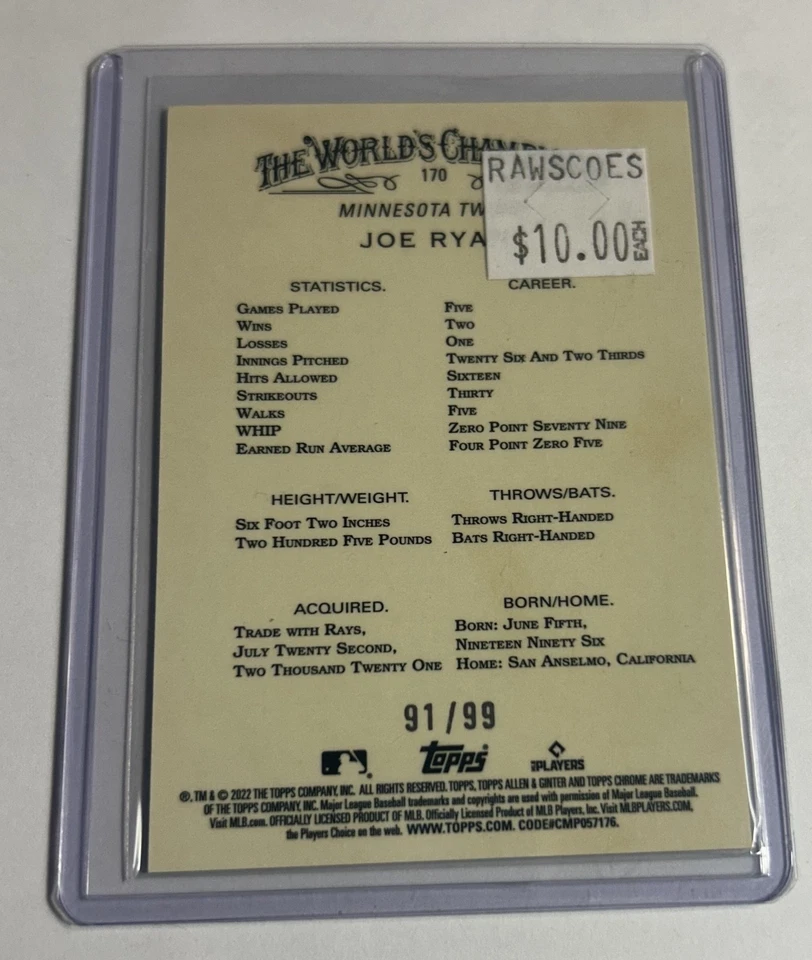 THE WORLD'S CHAMP
RAWSCOES
170
MINNESOTA TW
$10.00 EACH
JOE RYA
STATISTICS.
CAREER.
GAMES PLAYED FIVE
WINS TWO
LOSSES ONE
INNINGS PITCHED TWENTY SIX AND TWO THIRDS
HITS ALLOWED SIXTEEN
STRIKEOUTS THIRTY
WALKS FIVE
WHIP ZERO POINT SEVENTY NINE
EARNED RUN AVERAGE FOUR POINT ZERO FIVE
HEIGHT/WEIGHT.
SIX FOOT TWO INCHES
TWO HUNDRED FIVE POUNDS
THROWS/BATS.
THROWS RIGHT-HANDED
BATS RIGHT-HANDED
ACQUIRED.
TRADE WITH RAYS,
JULY TWENTY SECOND,
TWO THOUSAND TWENTY ONE
BORN/HOME.
BORN: JUNE FIFTH,
NINETEEN NINETY SIX
HOME: SAN ANSELMO, CALIFORNIA
91/99
Topps
PLAYERS
®, TM & © 2022 THE TOPPS COMPANY, INC. ALL RIGHTS RESERVED. TOPPS, TOPPS ALLEN & GINTER AND TOPPS CHROME ARE TRADEMARKS
OF THE TOPPS COMPANY, INC. Major League Baseball trademarks and copyrights are used with permission of Major League Baseball.
Visit MLB.com. OFFICIALLY LICENSED PRODUCT OF MLB. Officially Licensed Product of MLB Players, Inc. Visit MLBPLAYERS.COM,
the Players Choice on the web. WWW.TOPPS.COM. CODE#CMP057176.